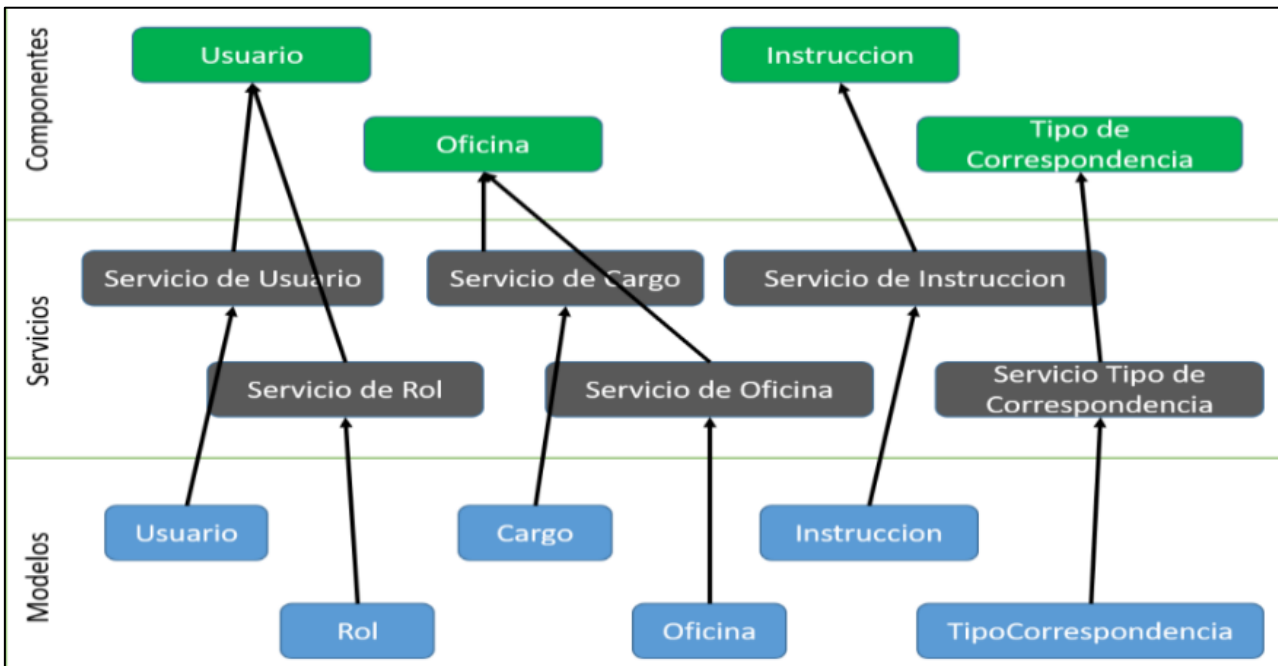 Componentes
Usuario
Instruccion
Oficina
Tipo de
Correspondencia
Servicios
Servicio de Usuario
Servicio de Cargo
Servicio de Instruccion
Servicio de Rol
Servicio de Oficina
Servicio Tipo de
Correspondencia
Modelos
Usuario
Cargo
Instruccion
Rol
Oficina
TipoCorrespondencia